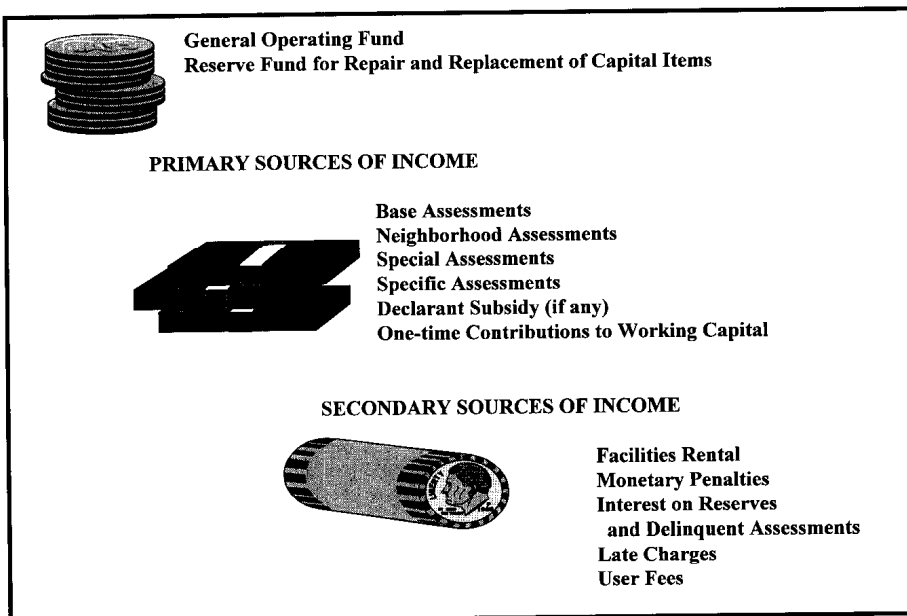 General Operating Fund
Reserve Fund for Repair and Replacement of Capital Items
PRIMARY SOURCES OF INCOME
Base Assessments
Neighborhood Assessments
Special Assessments
Specific Assessments
Declarant Subsidy (if any)
One-time Contributions to Working Capital
SECONDARY SOURCES OF INCOME
Facilities Rental
Monetary Penalties
Interest on Reserves
and Delinquent Assessments
Late Charges
User Fees